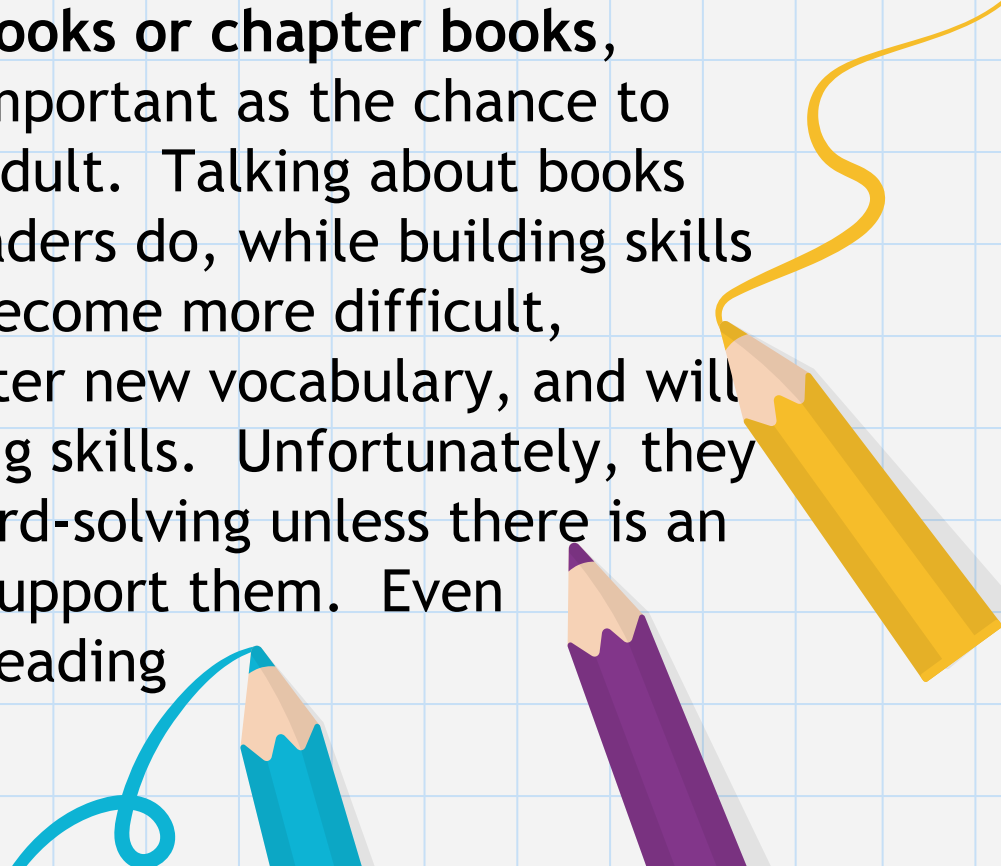 ooks or chapter books,
mportant as the chance to
dult.  Talking about books
aders do, while building skills
ecome more difficult,
ter new vocabulary, and will
g skills.  Unfortunately, they
rd-solving unless there is an
upport them.  Even
eading